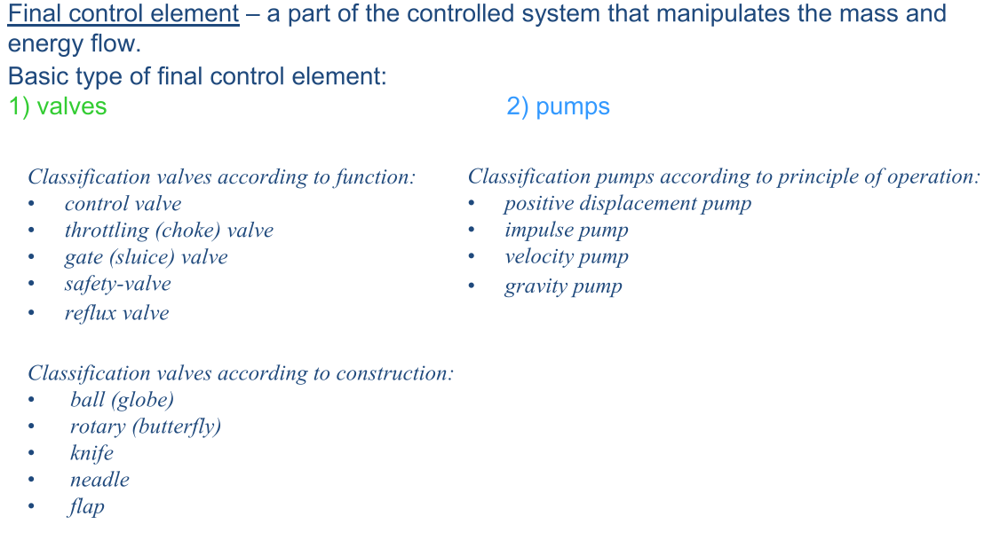 Final control element – a part of the controlled system that manipulates the mass and
energy flow.
Basic type of final control element:
1) valves
2) pumps
Classification valves according to function:
• control valve
• throttling (choke) valve
• gate (sluice) valve
• safety-valve
• reflux valve
Classification pumps according to principle of operation:
• positive displacement pump
• impulse pump
• velocity pump
• gravity pump
Classification valves according to construction:
• ball (globe)
• rotary (butterfly)
• knife
• neadle
• flap